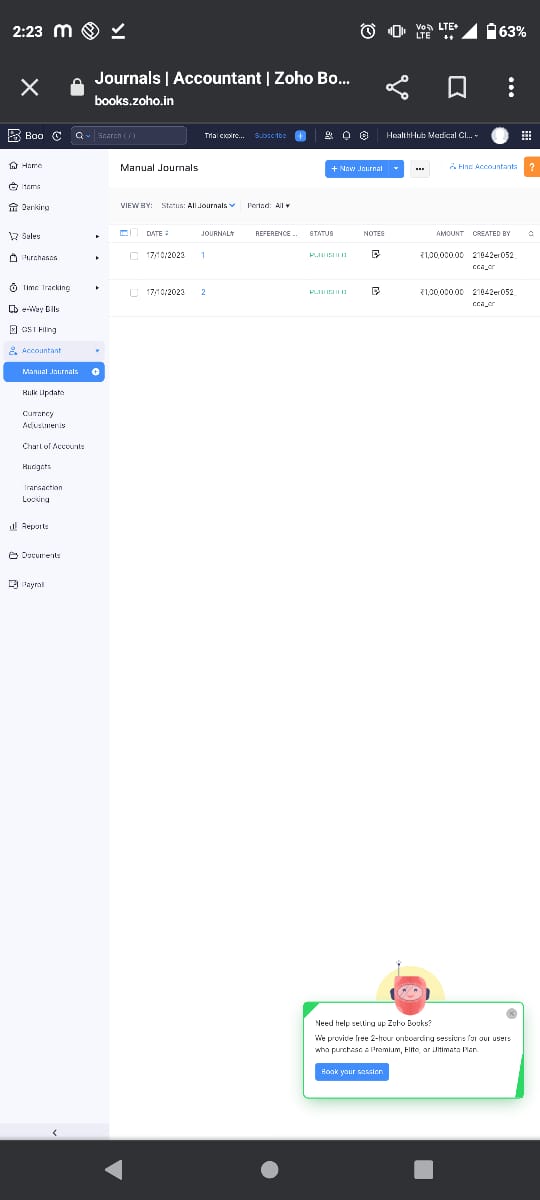 2:23
Vo)) LTE
LTE+
63%
Journals | Accountant | Zoho Bo...
books.zoho.in
Boo
Search ( / )
Trial expire...
Subscribe
HealthHub Medical Cl...
Home
Items
Banking
Sales
Purchases
Time Tracking
e-Way Bills
GST Filing
Accountant
Manual Journals
Bulk Update
Currency
Adjustments
Chart of Accounts
Budgets
Transaction
Locking
Reports
Documents
Payroll
Manual Journals
+ New Journal
Find Accountants
?
VIEW BY: Status: All Journals Period: All
DATE JOURNAL# REFERENCE ... STATUS NOTES AMOUNT CREATED BY
17/10/2023 1 PUBLISHED ₹1,00,000.00 21842er052_
cca_cr
17/10/2023 2 PUBLISHED ₹1,00,000.00 21842er052_
cca_cr
Need help setting up Zoho Books?
We provide free 2-hour onboarding sessions for our users
who purchase a Premium, Elite, or Ultimate Plan.
Book your session